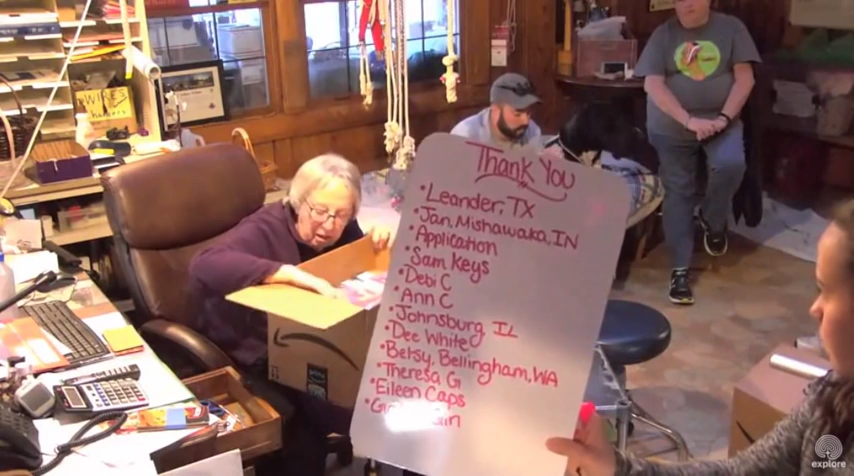 WIRES
Thank You
• Leander, TX
• Jan, Mishawaka, IN
• Application
• Sam Keys
• Debi C
• Ann C
• Johnsburg IL
• Dee White
• Betsy, Bellingham, WA
• Theresa G
• Eileen Caps
explore